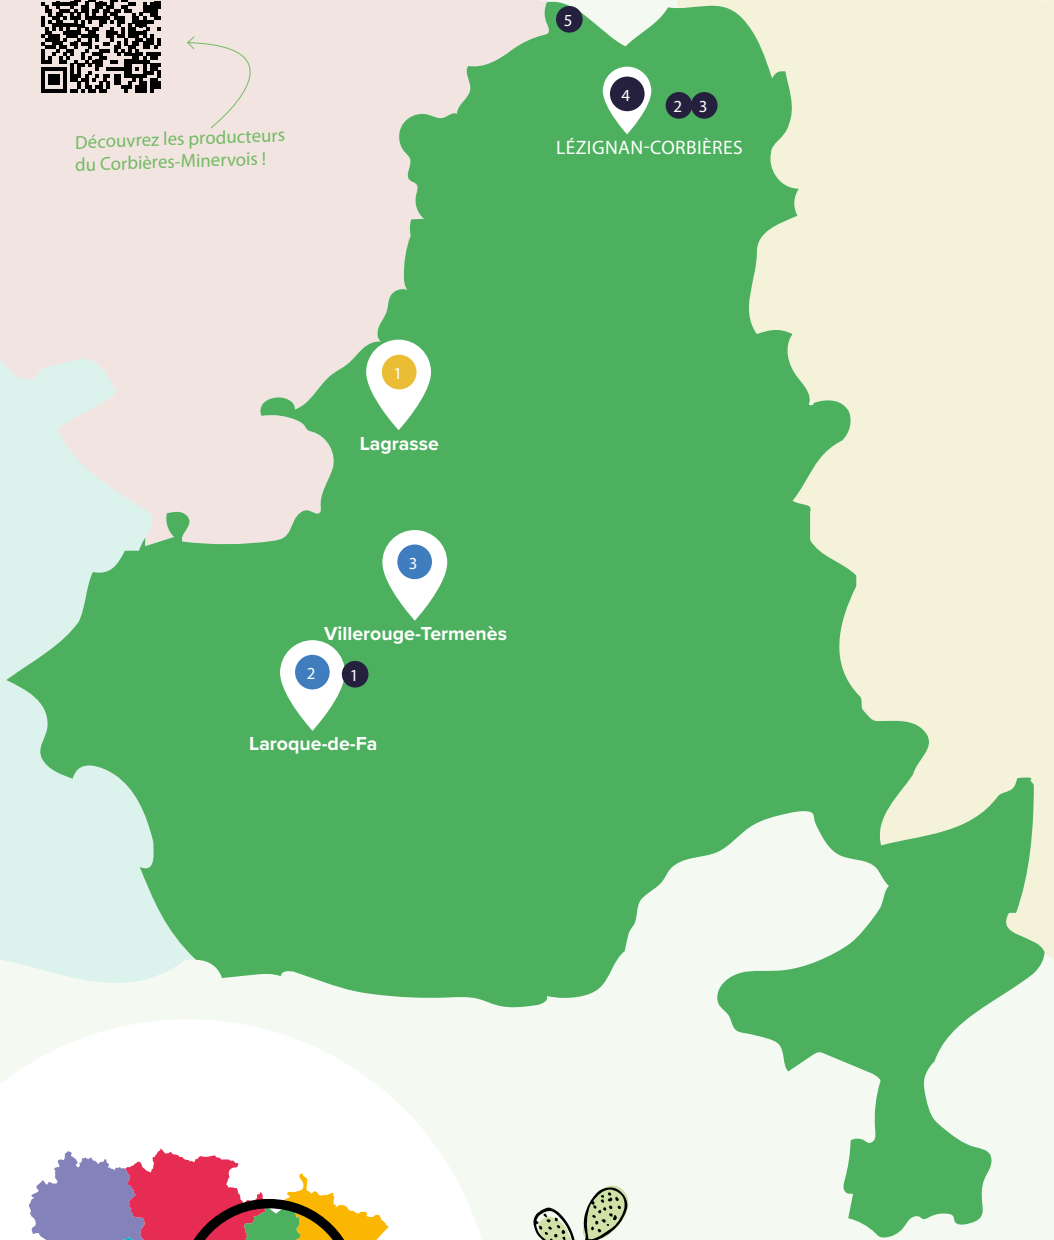 5
4
2 3
LÉZIGNAN-CORBIÈRES
Découvrez les producteurs
du Corbières-Minervois !
1
Lagrasse
3
Villerouge-Termenès
2 1
Laroque-de-Fa